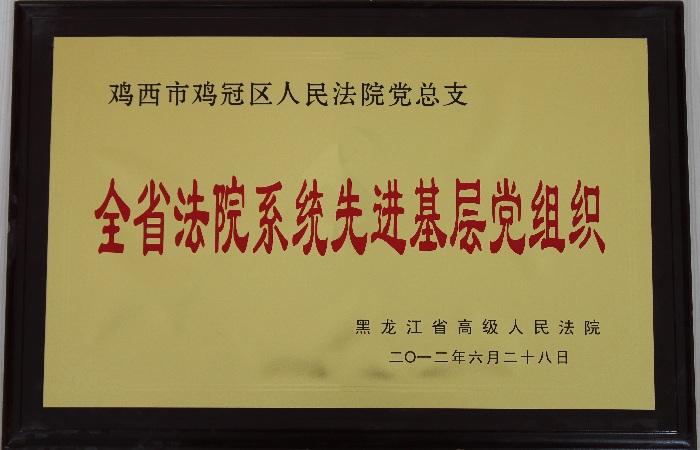 鸡西市鸡冠区人民法院党总支
全省法院系统先进基层党组织
黑龙江省高级人民法院
二〇一二年六月二十八日